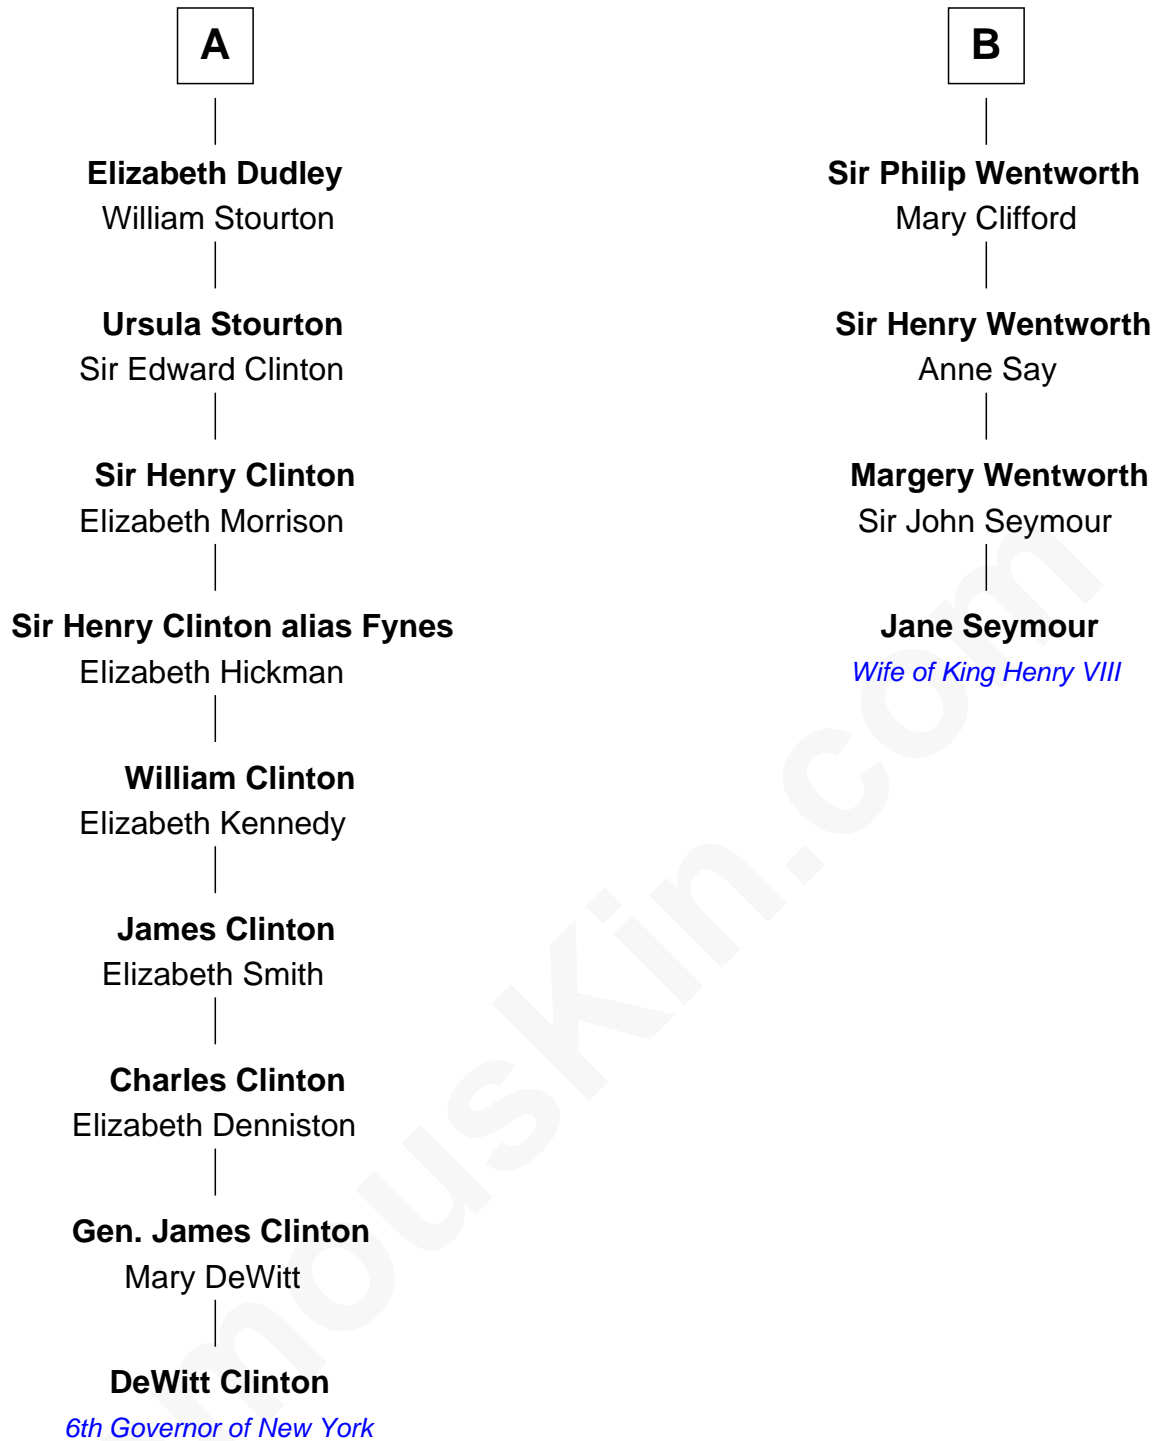 A
Elizabeth Dudley
William Stourton
Ursula Stourton
Sir Edward Clinton
Sir Henry Clinton
Elizabeth Morrison
Sir Henry Clinton alias Fynes
Elizabeth Hickman
William Clinton
Elizabeth Kennedy
James Clinton
Elizabeth Smith
Charles Clinton
Elizabeth Denniston
Gen. James Clinton
Mary DeWitt
DeWitt Clinton
6th Governor of New York
B
Sir Philip Wentworth
Mary Clifford
Sir Henry Wentworth
Anne Say
Margery Wentworth
Sir John Seymour
Jane Seymour
Wife of King Henry VIII
mouskin.com